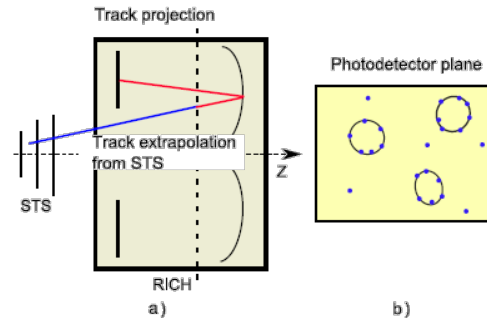 Track projection
Photodetector plane
Track extrapolation
from STS
Z
STS
RICH
a)
b)